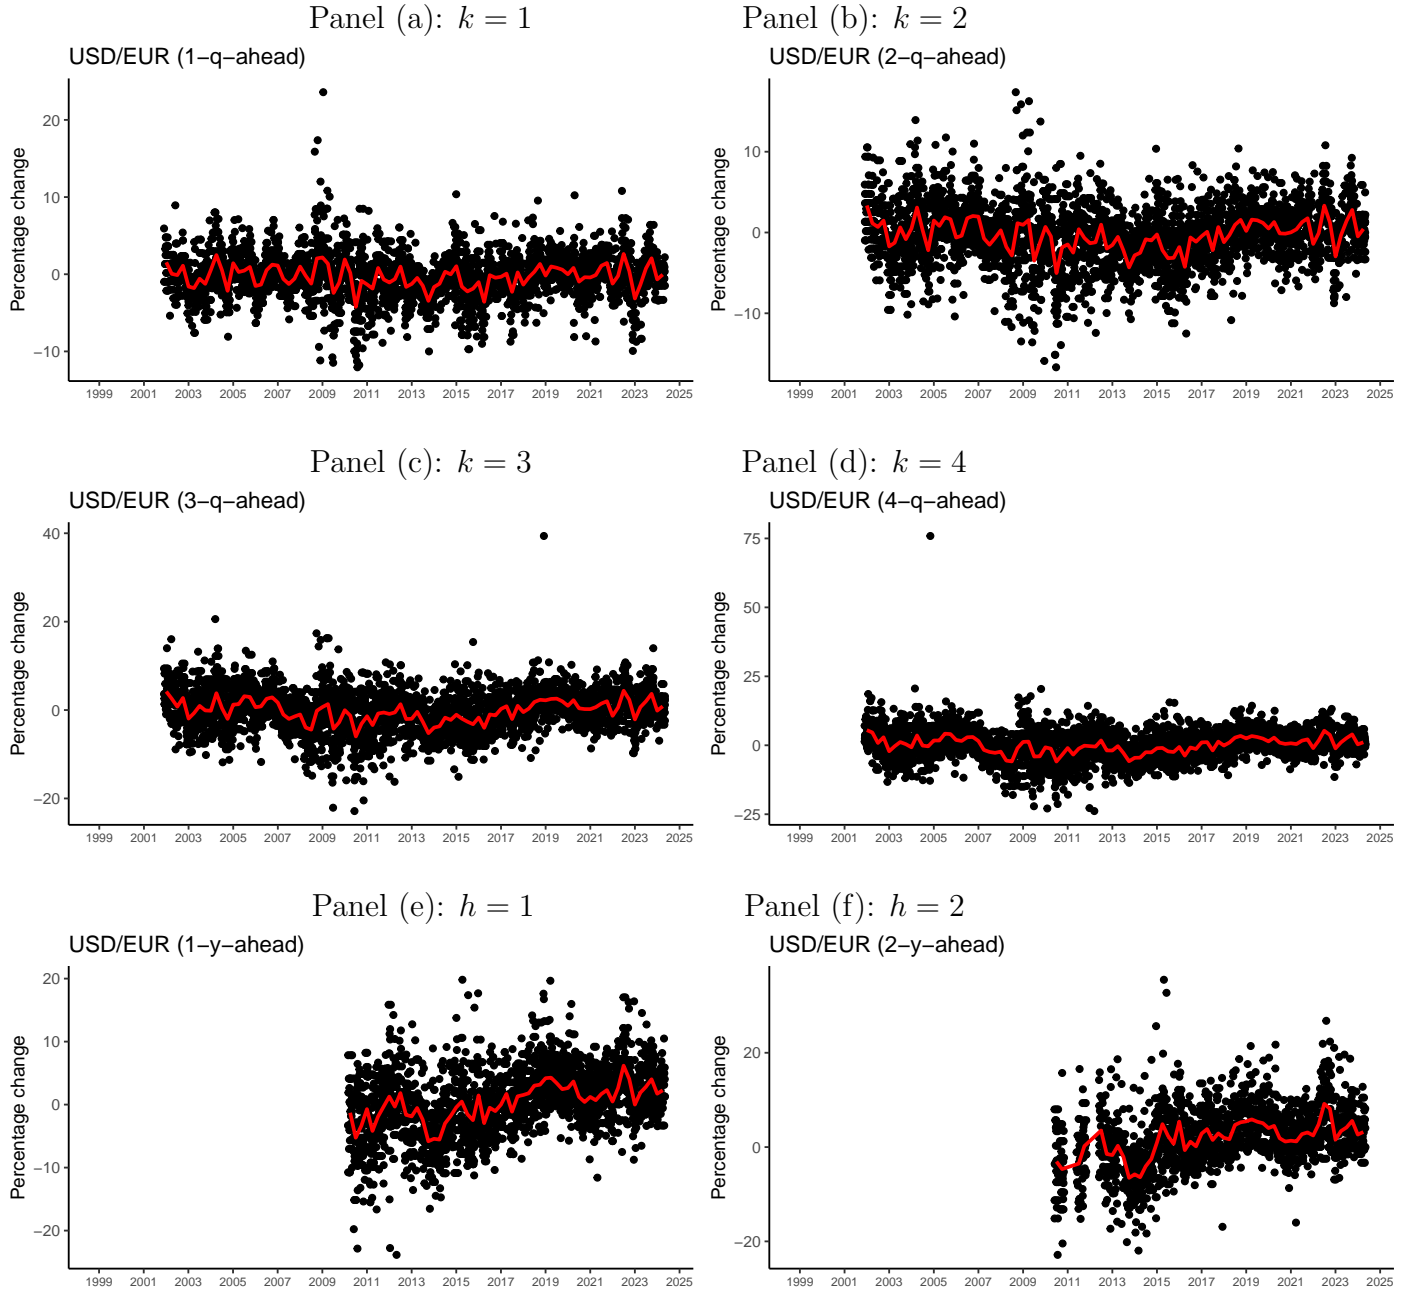 Panel (a): k = 1
USD/EUR (1−q−ahead)
Percentage change
20
10
0
−10
1999 2001 2003 2005 2007 2009 2011 2013 2015 2017 2019 2021 2023 2025
Panel (b): k = 2
USD/EUR (2−q−ahead)
Percentage change
10
0
−10
1999 2001 2003 2005 2007 2009 2011 2013 2015 2017 2019 2021 2023 2025
Panel (c): k = 3
USD/EUR (3−q−ahead)
Percentage change
40
20
0
−20
1999 2001 2003 2005 2007 2009 2011 2013 2015 2017 2019 2021 2023 2025
Panel (d): k = 4
USD/EUR (4−q−ahead)
Percentage change
75
50
25
0
−25
1999 2001 2003 2005 2007 2009 2011 2013 2015 2017 2019 2021 2023 2025
Panel (e): h = 1
USD/EUR (1−y−ahead)
Percentage change
20
10
0
−10
−20
1999 2001 2003 2005 2007 2009 2011 2013 2015 2017 2019 2021 2023 2025
Panel (f): h = 2
USD/EUR (2−y−ahead)
Percentage change
20
0
−20
1999 2001 2003 2005 2007 2009 2011 2013 2015 2017 2019 2021 2023 2025